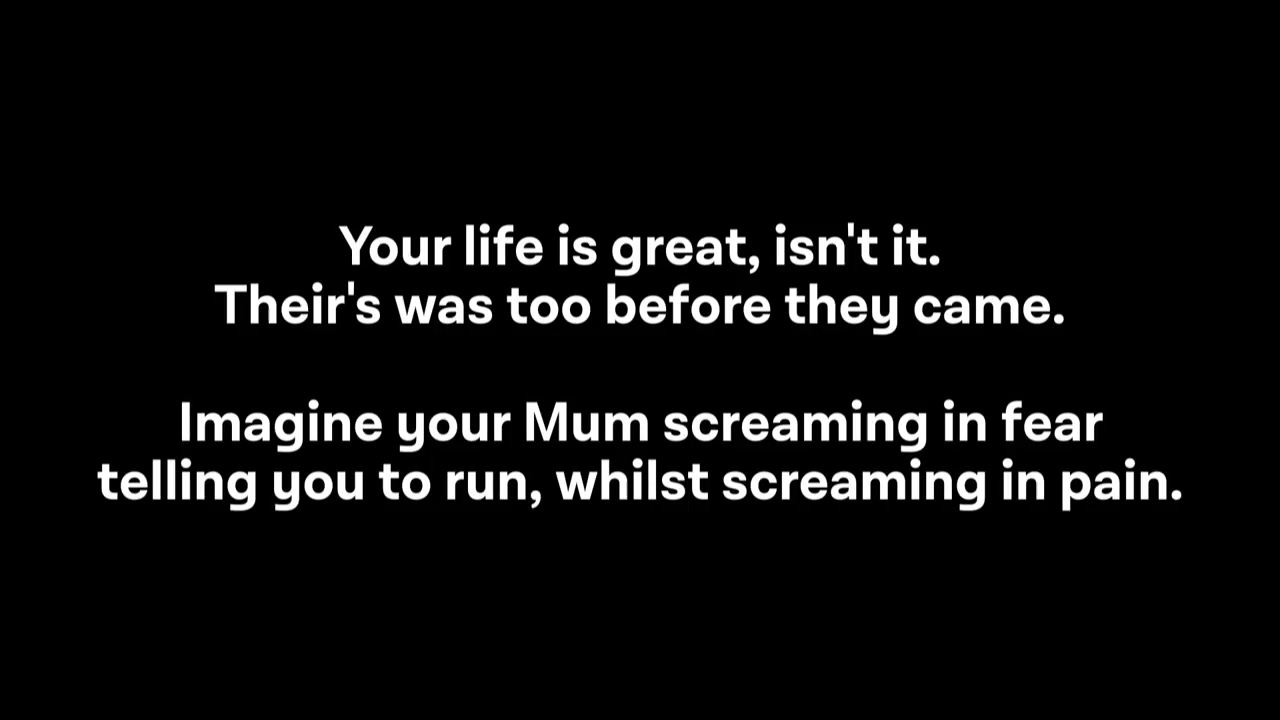 Your life is great, isn't it.
Their's was too before they came.
Imagine your Mum screaming in fear
telling you to run, whilst screaming in pain.